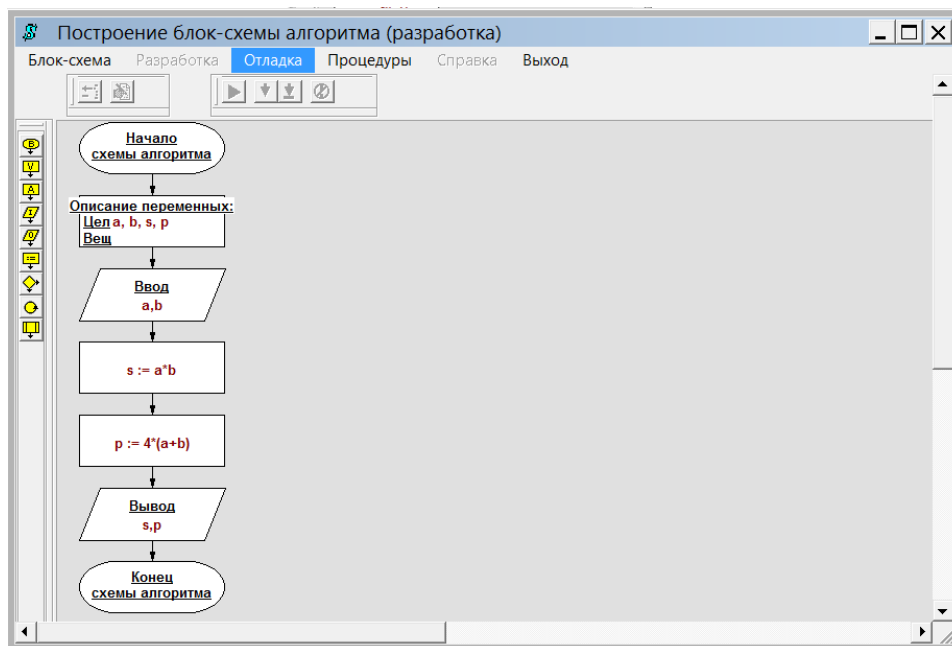 Построение блок-схемы алгоритма (разработка)
Блок-схема Разработка Отладка Процедуры Справка Выход
Начало
схемы алгоритма
Описание переменных:
Цел a, b, s, p
Вещ
Ввод
a,b
s := a*b
p := 4*(a+b)
Вывод
s,p
Конец
схемы алгоритма
B
V
A
I
0
:=